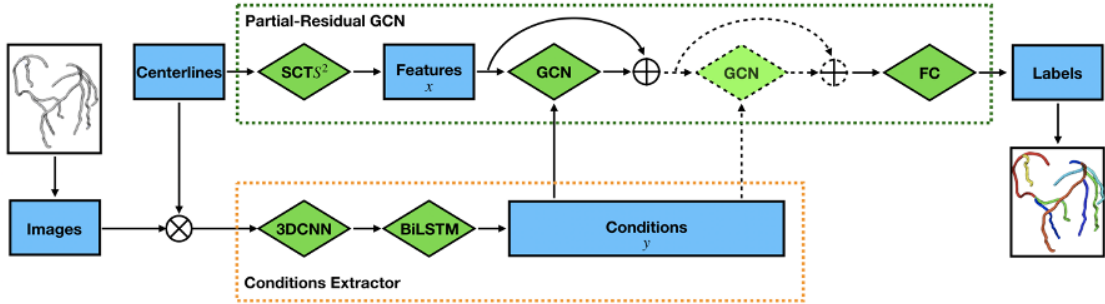 Partial-Residual GCN
Centerlines
SCTS²
Features
x
GCN
GCN
FC
Labels
Images
3DCNN
BiLSTM
Conditions
y
Conditions Extractor